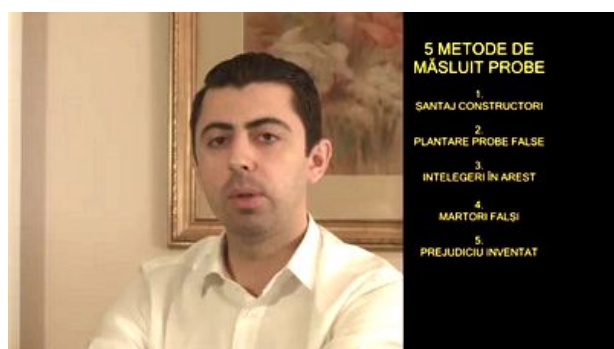 5 METODE DE
MĂSLUIT PROBE
1.
ȘANTAJ CONSTRUCTORI
2.
PLANTARE PROBE FALSE
3.
INTELEGERI ÎN AREST
4.
MARTORI FALȘI
5.
PREJUDICIU INVENTAT